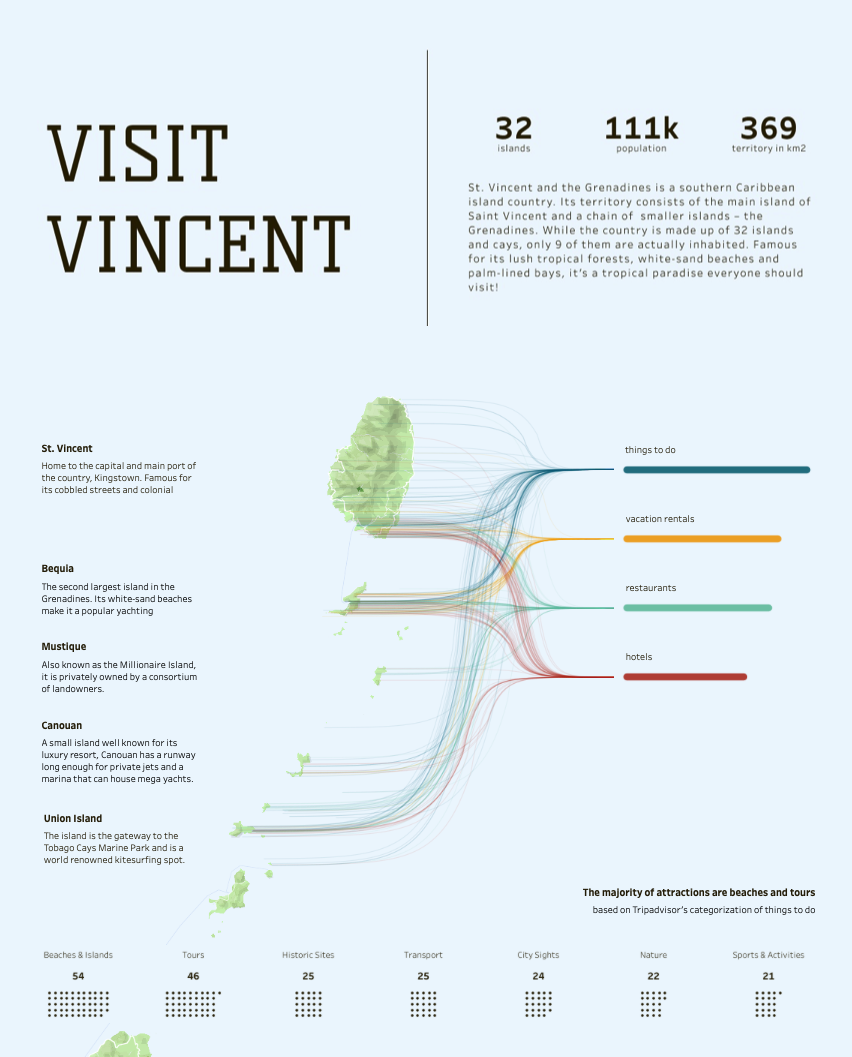 VISIT
VINCENT
32
islands
111k
population
369
territory in km2
St. Vincent and the Grenadines is a southern Caribbean
island country. Its territory consists of the main island of
Saint Vincent and a chain of smaller islands – the
Grenadines. While the country is made up of 32 islands
and cays, only 9 of them are actually inhabited. Famous
for its lush tropical forests, white-sand beaches and
palm-lined bays, it's a tropical paradise everyone should
visit!
St. Vincent
Home to the capital and main port of
the country, Kingstown. Famous for
its cobbled streets and colonial
Bequia
The second largest island in the
Grenadines. Its white-sand beaches
make it a popular yachting
Mustique
Also known as the Millionaire Island,
it is privately owned by a consortium
of landowners.
Canouan
A small island well known for its
luxury resort, Canouan has a runway
long enough for private jets and a
marina that can house mega yachts.
Union Island
The island is the gateway to the
Tobago Cays Marine Park and is a
world renowned kitesurfing spot.
things to do
vacation rentals
restaurants
hotels
The majority of attractions are beaches and tours
based on Tripadvisor's categorization of things to do
Beaches & Islands
54
Tours
46
Historic Sites
25
Transport
25
City Sights
24
Nature
22
Sports & Activities
21